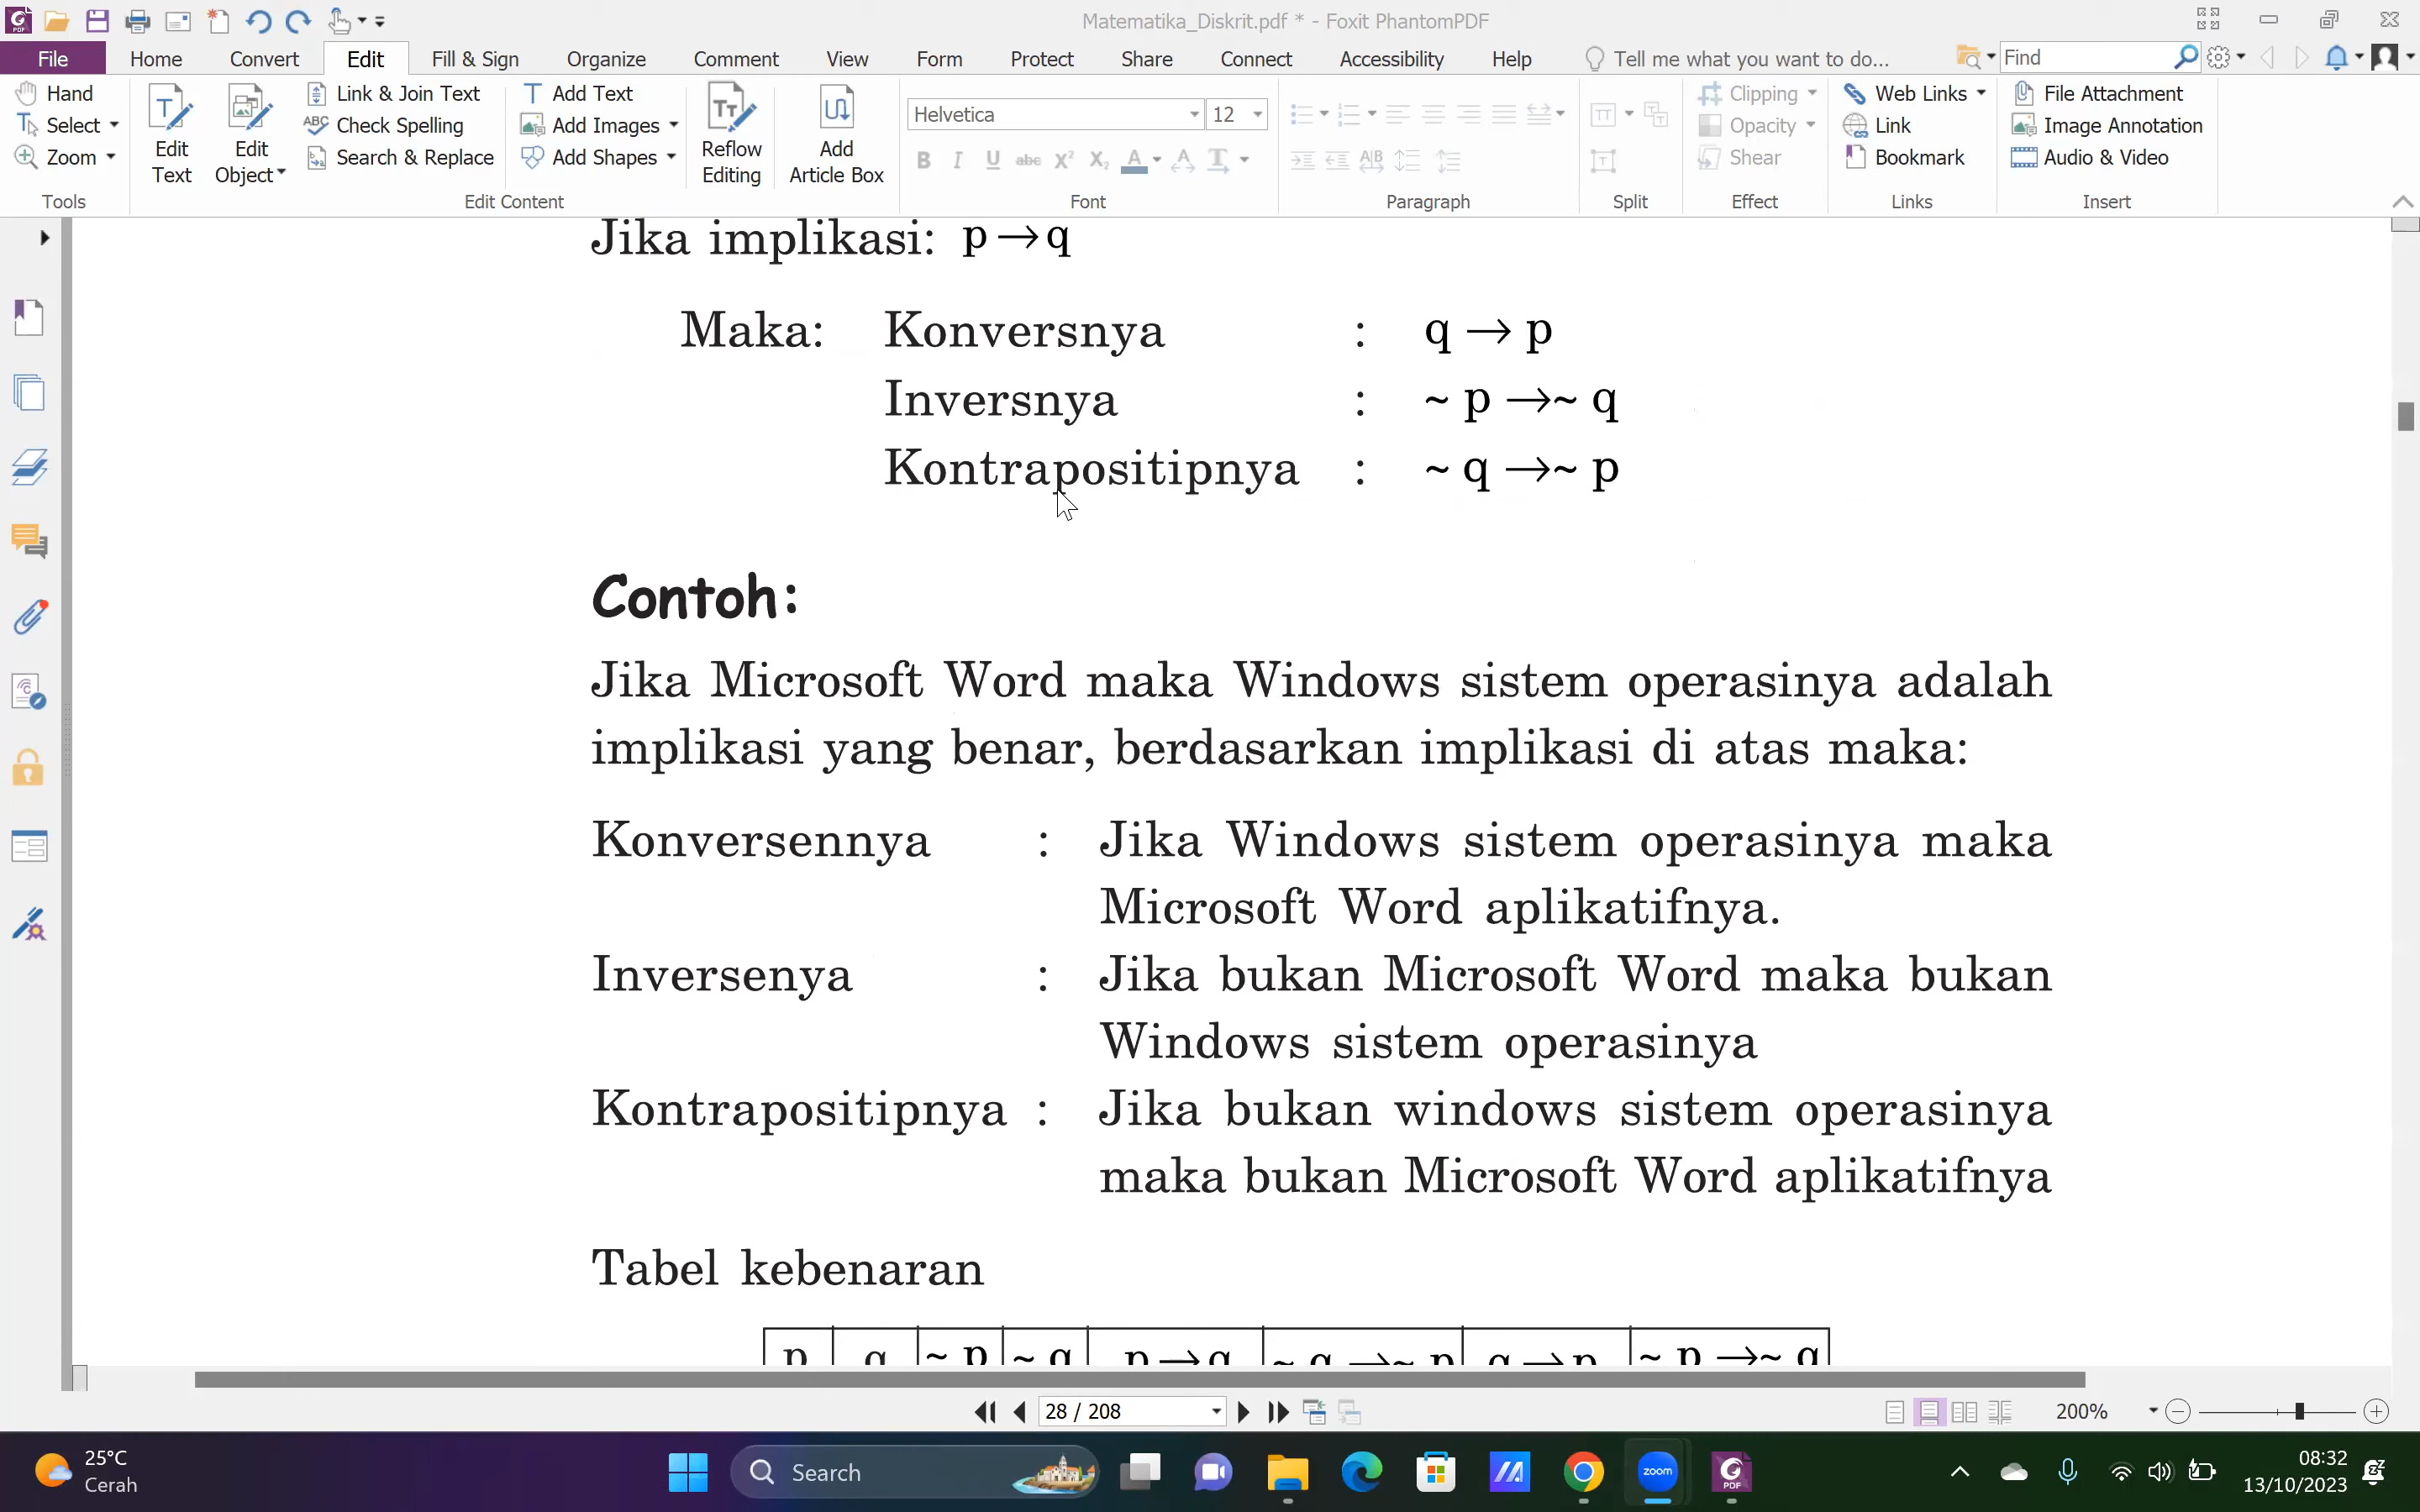 Matematika_Diskrit.pdf * - Foxit PhantomPDF
File Home Convert Edit Fill & Sign Organize Comment View Form Protect Share Connect Accessibility Help Tell me what you want to do... Find
Hand
Select
Zoom
Tools
Edit Text
Edit Object
Link & Join Text
Check Spelling
Search & Replace
Add Text
Add Images
Add Shapes
Edit Content
Reflow Editing
Add Article Box
Helvetica 12
Font
Paragraph
Split
Clipping
Opacity
Shear
Effect
Web Links
Link
Bookmark
Links
File Attachment
Image Annotation
Audio & Video
Insert
Jika implikasi: p → q
Maka: Konversnya : q → p
Inversnya : ~ p →~ q
Kontrapositipnya : ~ q →~ p
Contoh:
Jika Microsoft Word maka Windows sistem operasinya adalah
implikasi yang benar, berdasarkan implikasi di atas maka:
Konversennya : Jika Windows sistem operasinya maka
Microsoft Word aplikatifnya.
Inversenya : Jika bukan Microsoft Word maka bukan
Windows sistem operasinya
Kontrapositipnya : Jika bukan windows sistem operasinya
maka bukan Microsoft Word aplikatifnya
Tabel kebenaran
p q ~ p ~ q p → q ~ q →~ p q → p ~ p →~ q
28 / 208
200%
25°C
Cerah
Search
zoom
PDF
08:32
13/10/2023